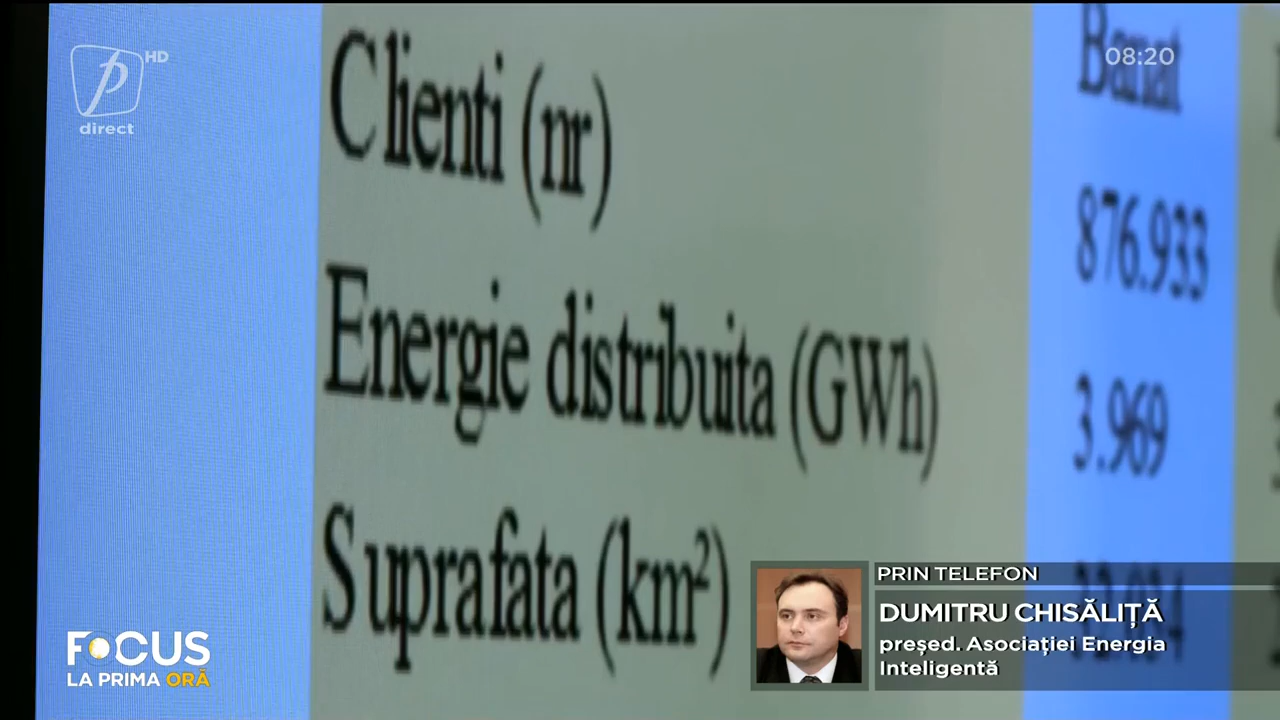 HD
direct
08:20
Banat
Clienti (nr)
876.933
Energie distribuita (GWh)
3.969
Suprafata (km²)
PRIN TELEFON
DUMITRU CHISĂLIȚĂ
președ. Asociației Energia
Inteligentă
FOCUS
LA PRIMA ORĂ